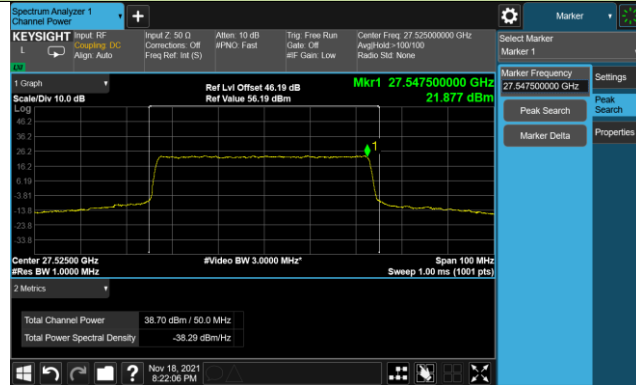 Spectrum Analyzer 1
Channel Power
+
Marker
KEYSIGHT
L
Input: RF
Coupling: DC
Align: Auto
Input Z: 50 Ω
Corrections: Off
Freq Ref: Int (S)
Atten: 10 dB
#PNO: Fast
Trig: Free Run
Gate: Off
#IF Gain: Low
Center Freq: 27.525000000 GHz
Avg|Hold:>100/100
Radio Std: None
Select Marker
Marker 1
Marker Frequency
27.547500000 GHz
Settings
Peak Search
Peak
Search
Marker Delta
Properties
1 Graph
Scale/Div 10.0 dB
Log
Ref Lvl Offset 46.19 dB
Ref Value 56.19 dBm
Mkr1 27.547500000 GHz
21.877 dBm
46.2
36.2
26.2
16.2
6.19
-3.81
-13.8
-23.8
-33.8
1
Center 27.52500 GHz
#Res BW 1.0000 MHz
#Video BW 3.0000 MHz*
Span 100 MHz
Sweep 1.00 ms (1001 pts)
2 Metrics
Total Channel Power 38.70 dBm / 50.0 MHz
Total Power Spectral Density -38.29 dBm/Hz
?
Nov 18, 2021
8:22:06 PM